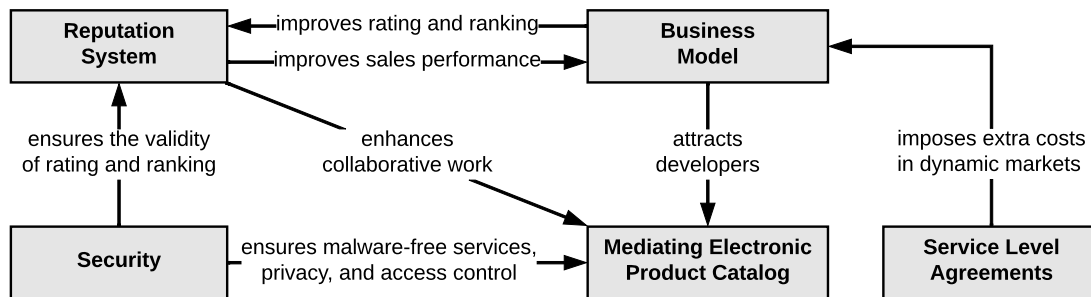 Reputation
System
improves rating and ranking
improves sales performance
Business
Model
ensures the validity
of rating and ranking
enhances
collaborative work
attracts
developers
imposes extra costs
in dynamic markets
Security
ensures malware-free services,
privacy, and access control
Mediating Electronic
Product Catalog
Service Level
Agreements